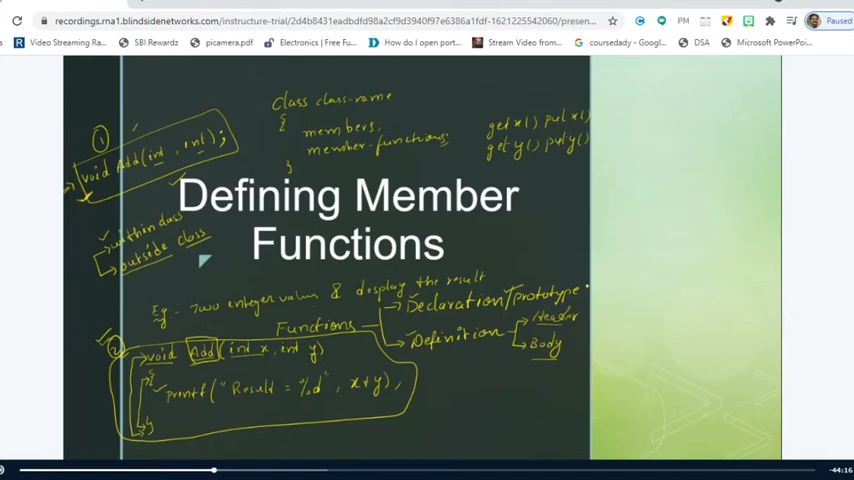 recordings.rna1.blindsidenetworks.com/instructure-trial/2d4b8431eadbdfd98a2cf9d3940f97e6386a1fdf-1621225542060/presen...
PM
Paused
Video Streaming Ra...
SBI Rewardz
picamera.pdf
Electronics | Free Fu...
How do I open port...
Stream Video from...
coursedady - Googl...
DSA
Microsoft PowerPoi...
Class class-name
{
members;
member-functions;
}
get x() put x()
get y() put y()
1
void Add(int, int);
Defining Member
Functions
within class
outside class
Eg:- Two integer values & display the result
Functions
Declaration/prototype
Definition
Header
Body
2
void Add(int x, int y)
{
printf("Result = %d", x+y);
}
-44:16